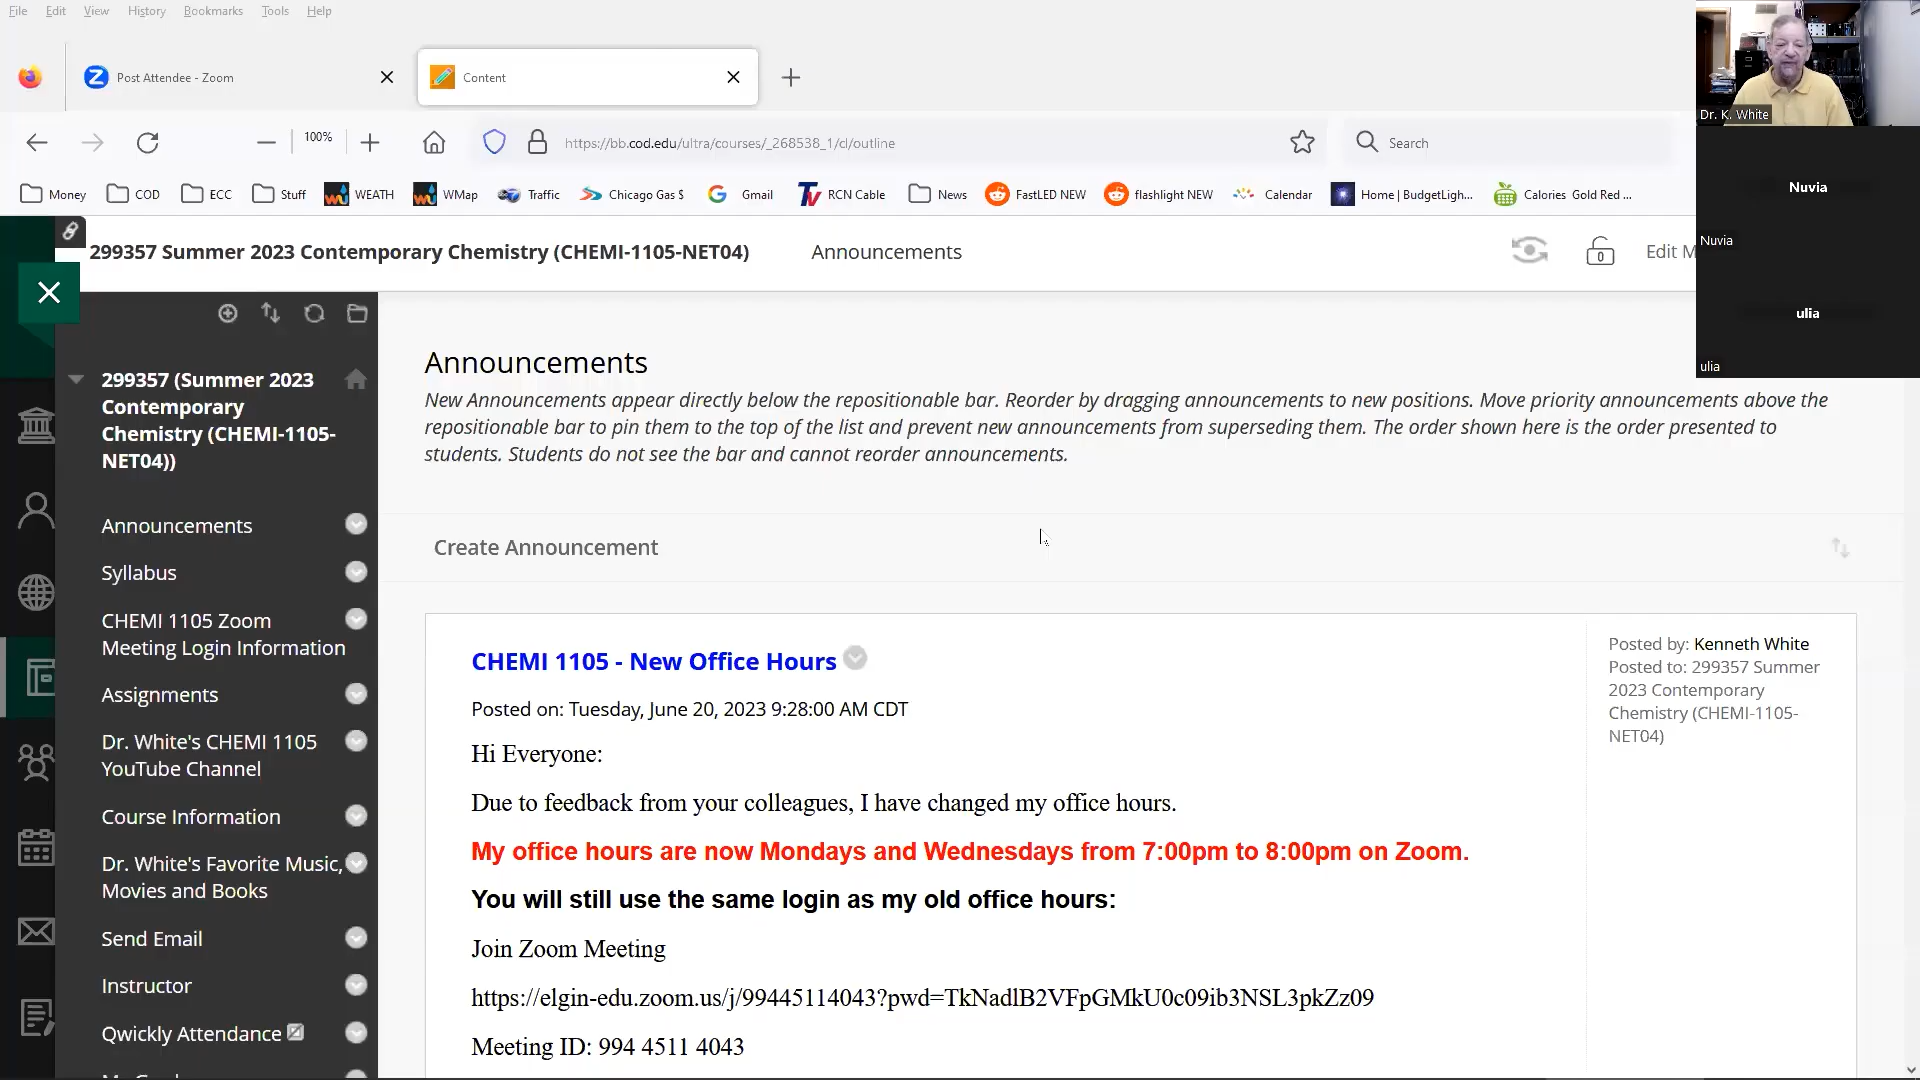 File Edit View History Bookmarks Tools Help
Post Attendee - Zoom
Content
100%
https://bb.cod.edu/ultra/courses/_268538_1/cl/outline
Search
Money COD ECC Stuff WEATH WMap Traffic Chicago Gas $ Gmail RCN Cable News FastLED NEW flashlight NEW Calendar Home | BudgetLigh... Calories Gold Red ...
299357 Summer 2023 Contemporary Chemistry (CHEMI-1105-NET04)
Announcements
Edit M
Dr. K. White
Nuvia
Nuvia
ulia
ulia
299357 (Summer 2023
Contemporary
Chemistry (CHEMI-1105-
NET04))
Announcements
Syllabus
CHEMI 1105 Zoom
Meeting Login Information
Assignments
Dr. White's CHEMI 1105
YouTube Channel
Course Information
Dr. White's Favorite Music,
Movies and Books
Send Email
Instructor
Qwickly Attendance
Announcements
New Announcements appear directly below the repositionable bar. Reorder by dragging announcements to new positions. Move priority announcements above the
repositionable bar to pin them to the top of the list and prevent new announcements from superseding them. The order shown here is the order presented to
students. Students do not see the bar and cannot reorder announcements.
Create Announcement
CHEMI 1105 - New Office Hours
Posted on: Tuesday, June 20, 2023 9:28:00 AM CDT
Hi Everyone:
Due to feedback from your colleagues, I have changed my office hours.
My office hours are now Mondays and Wednesdays from 7:00pm to 8:00pm on Zoom.
You will still use the same login as my old office hours:
Join Zoom Meeting
https://elgin-edu.zoom.us/j/99445114043?pwd=TkNadlB2VFpGMkU0c09ib3NSL3pkZz09
Meeting ID: 994 4511 4043
Posted by: Kenneth White
Posted to: 299357 Summer
2023 Contemporary
Chemistry (CHEMI-1105-
NET04)